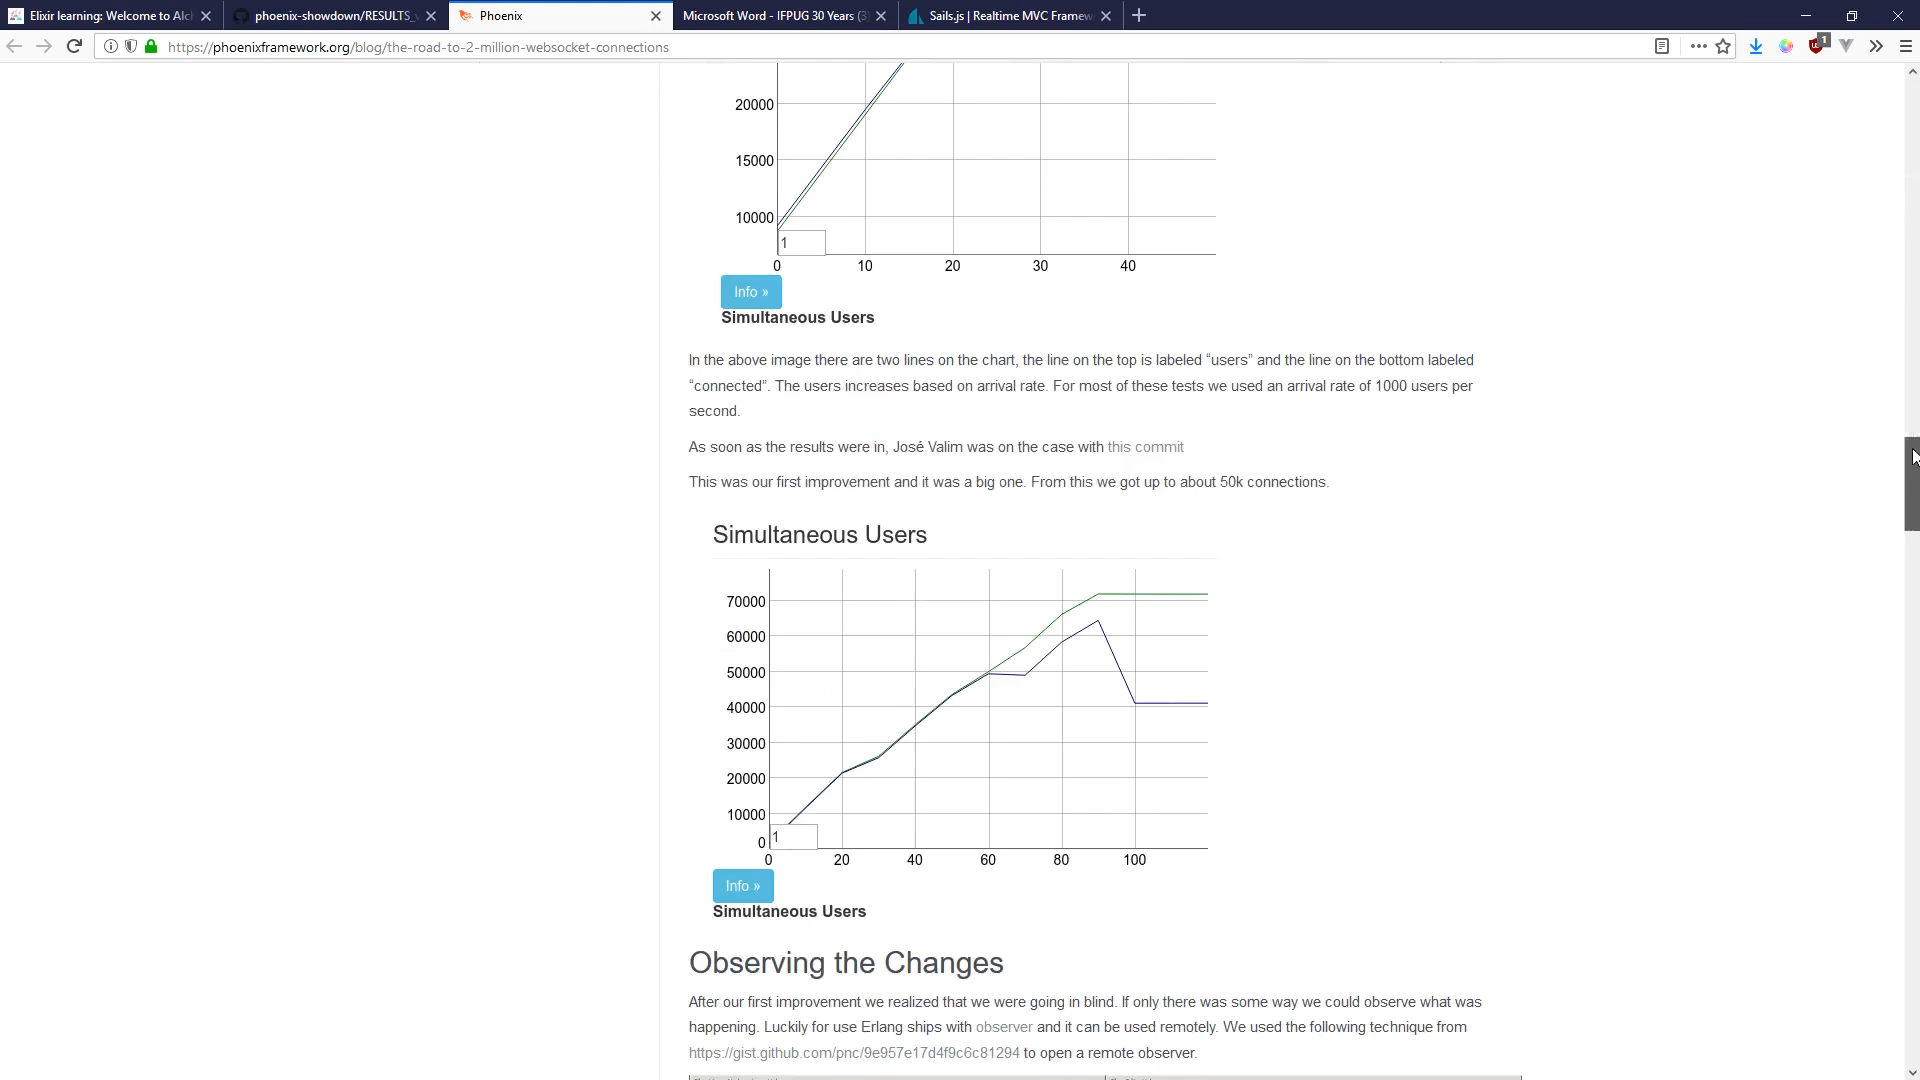 Elixir learning: Welcome to Alc
phoenix-showdown/RESULTS_
Phoenix
Microsoft Word - IFPUG 30 Years (3)
Sails.js | Realtime MVC Framew
https://phoenixframework.org/blog/the-road-to-2-million-websocket-connections
1
20000
15000
10000
1
0 10 20 30 40
Info »
Simultaneous Users
In the above image there are two lines on the chart, the line on the top is labeled “users” and the line on the bottom labeled
“connected”. The users increases based on arrival rate. For most of these tests we used an arrival rate of 1000 users per
second.
As soon as the results were in, José Valim was on the case with this commit
This was our first improvement and it was a big one. From this we got up to about 50k connections.
Simultaneous Users
70000
60000
50000
40000
30000
20000
10000
1
0
0 20 40 60 80 100
Info »
Simultaneous Users
Observing the Changes
After our first improvement we realized that we were going in blind. If only there was some way we could observe what was
happening. Luckily for use Erlang ships with observer and it can be used remotely. We used the following technique from
https://gist.github.com/pnc/9e957e17d4f9c6c81294 to open a remote observer.